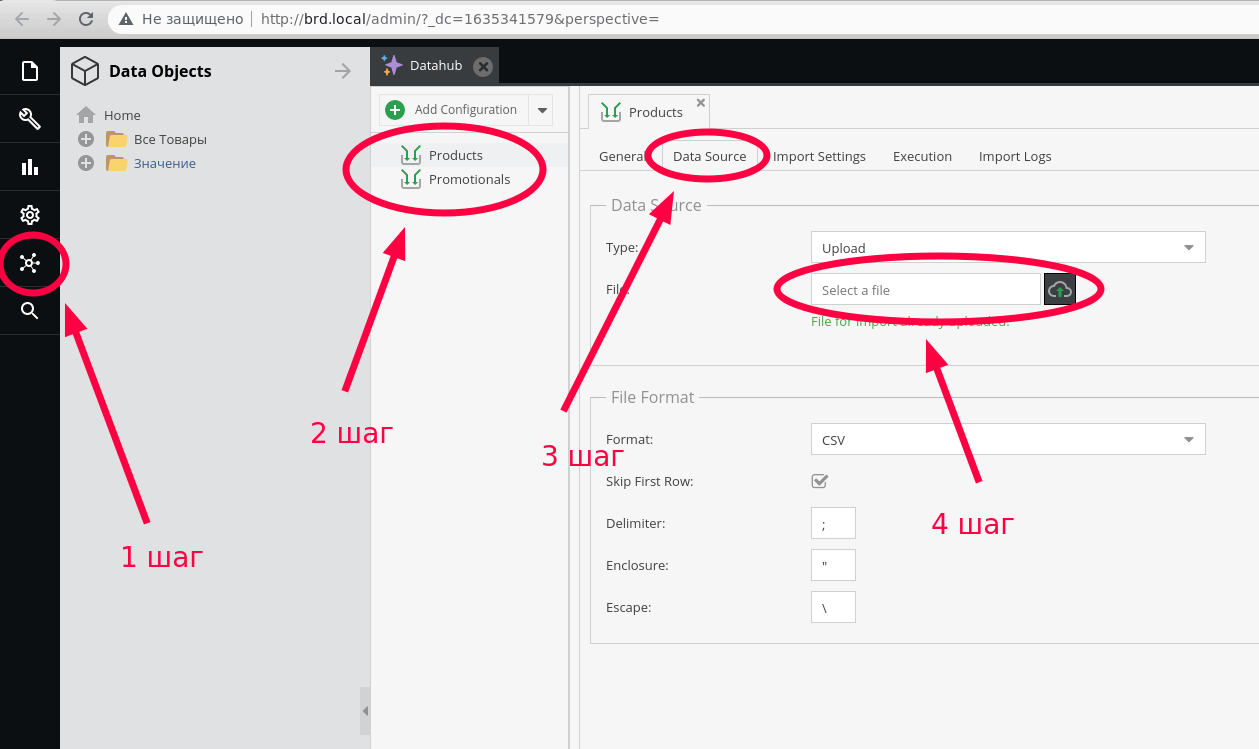 Не защищено http://brd.local/admin/?_dc=1635341579&perspective=
Data Objects
Home
Все Товары
Значение
Datahub
Add Configuration
Products
Promotionals
Products
General
Data Source
Import Settings
Execution
Import Logs
Data Source
Type:
Upload
File:
Select a file
File for import already uploaded.
File Format
Format:
CSV
Skip First Row:
Delimiter:
;
Enclosure:
"
Escape:
\
1 шаг
2 шаг
3 шаг
4 шаг